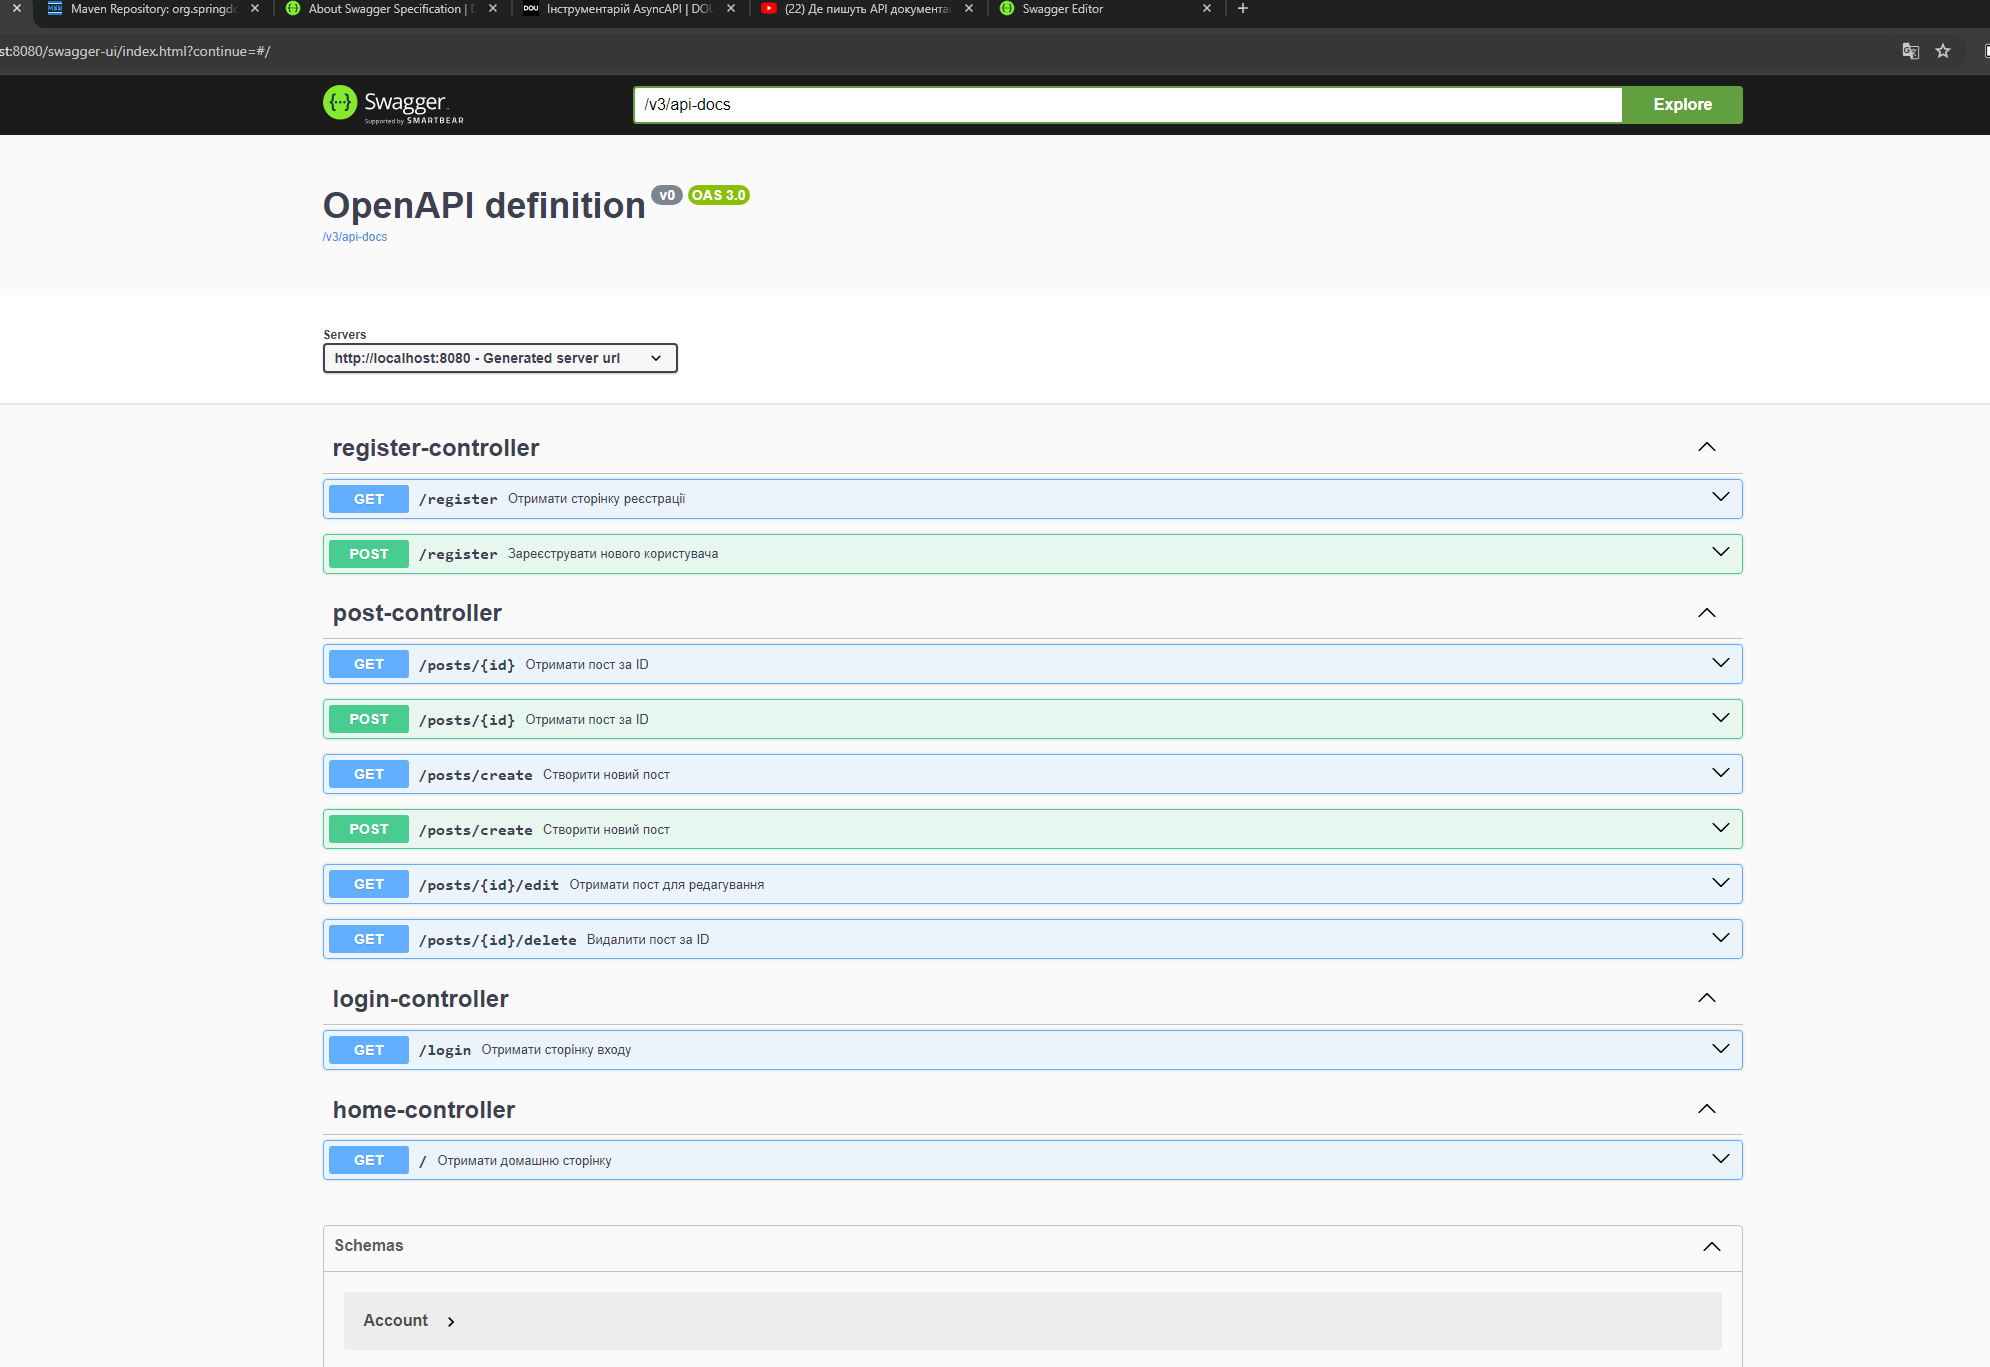 Maven Repository: org.springdo
About Swagger Specification | D
DOU Інструментарій AsyncAPI | DOU
(22) Де пишуть API документа
Swagger Editor
st:8080/swagger-ui/index.html?continue=#/
Swagger.
Supported by SMARTBEAR
/v3/api-docs
Explore
OpenAPI definition v0 OAS 3.0
/v3/api-docs
Servers
http://localhost:8080 - Generated server url
register-controller
GET /register Отримати сторінку реєстрації
POST /register Зареєструвати нового користувача
post-controller
GET /posts/{id} Отримати пост за ID
POST /posts/{id} Отримати пост за ID
GET /posts/create Створити новий пост
POST /posts/create Створити новий пост
GET /posts/{id}/edit Отримати пост для редагування
GET /posts/{id}/delete Видалити пост за ID
login-controller
GET /login Отримати сторінку входу
home-controller
GET / Отримати домашню сторінку
Schemas
Account